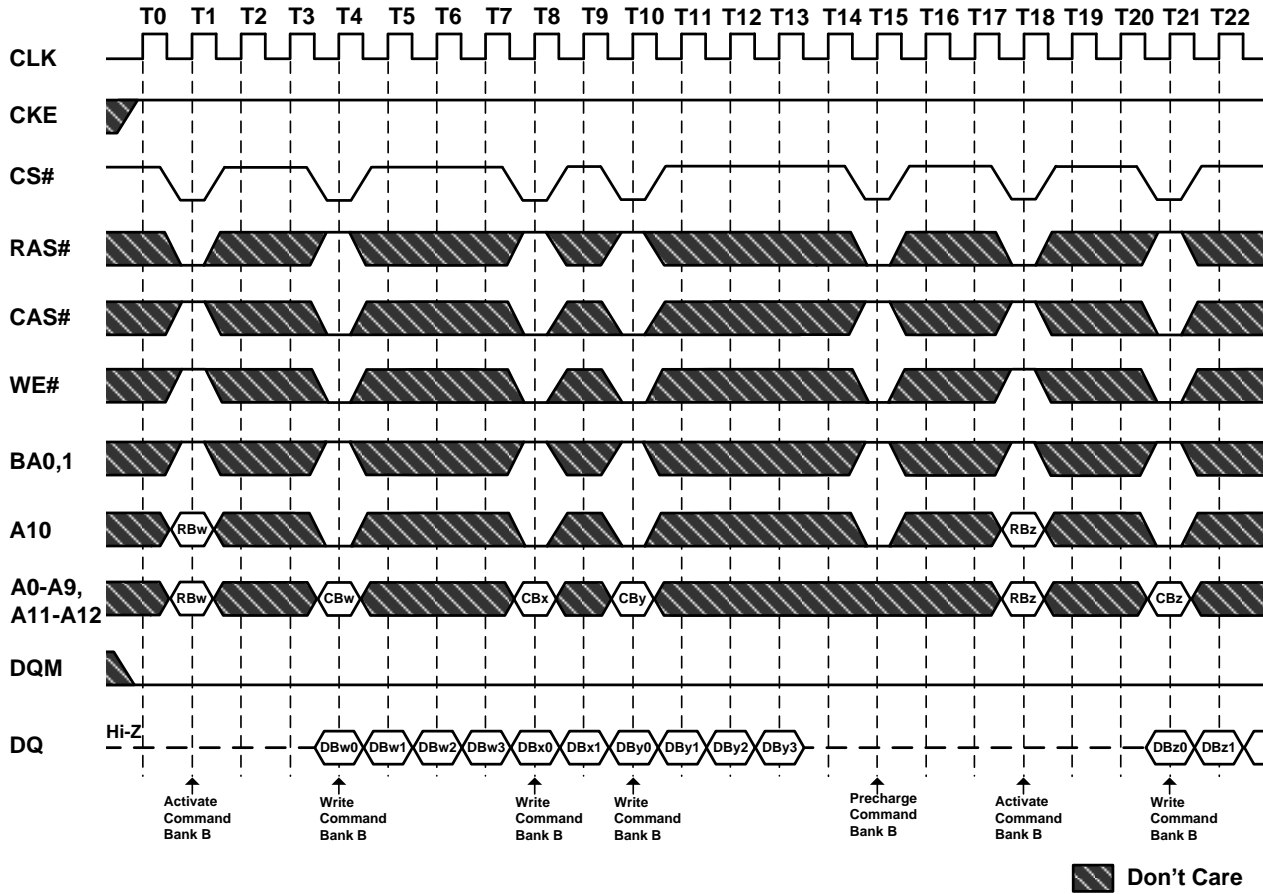 T0 T1 T2 T3 T4 T5 T6 T7 T8 T9 T10 T11 T12 T13 T14 T15 T16 T17 T18 T19 T20 T21 T22
CLK
CKE
CS#
RAS#
CAS#
WE#
BA0,1
A10
RBw
RBz
A0-A9,
A11-A12
RBw
CBw
CBx
CBy
RBz
CBz
DQM
DQ
Hi-Z
DBw0 DBw1 DBw2 DBw3 DBx0 DBx1 DBy0 DBy1 DBy2 DBy3
DBz0 DBz1
Activate
Command
Bank B
Write
Command
Bank B
Write
Command
Bank B
Write
Command
Bank B
Precharge
Command
Bank B
Activate
Command
Bank B
Write
Command
Bank B
Don't Care